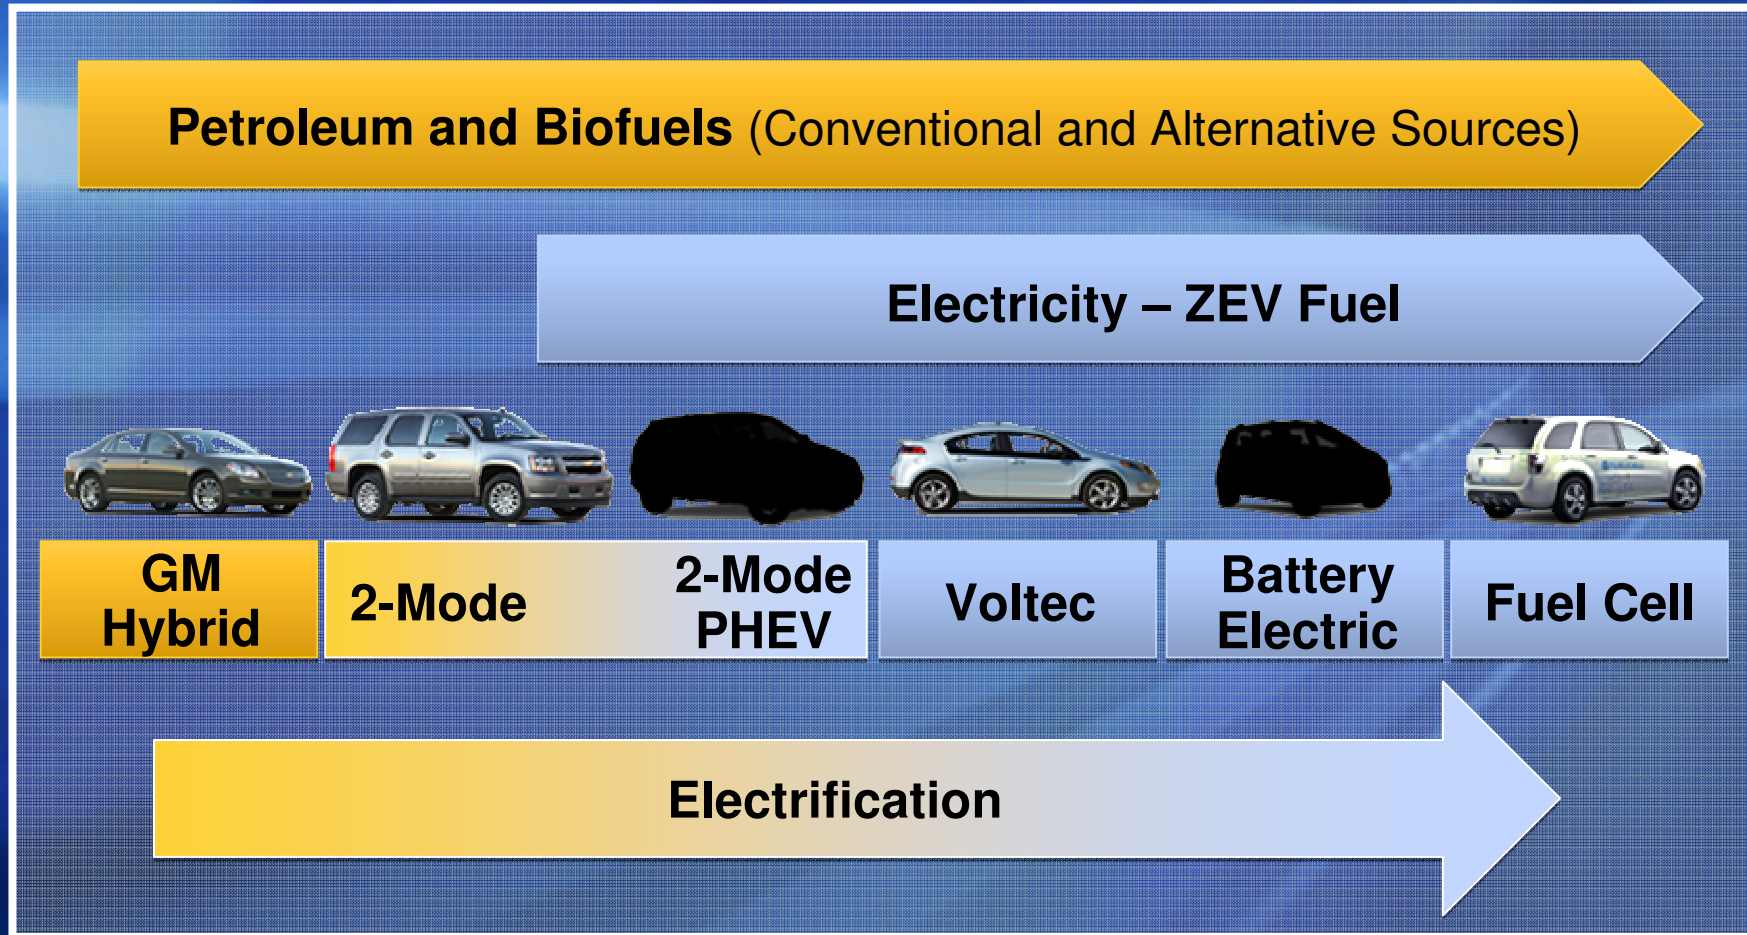 Petroleum and Biofuels (Conventional and Alternative Sources)
Electricity – ZEV Fuel
GM
Hybrid
2-Mode
2-Mode
PHEV
Voltec
Battery
Electric
Fuel Cell
Electrification